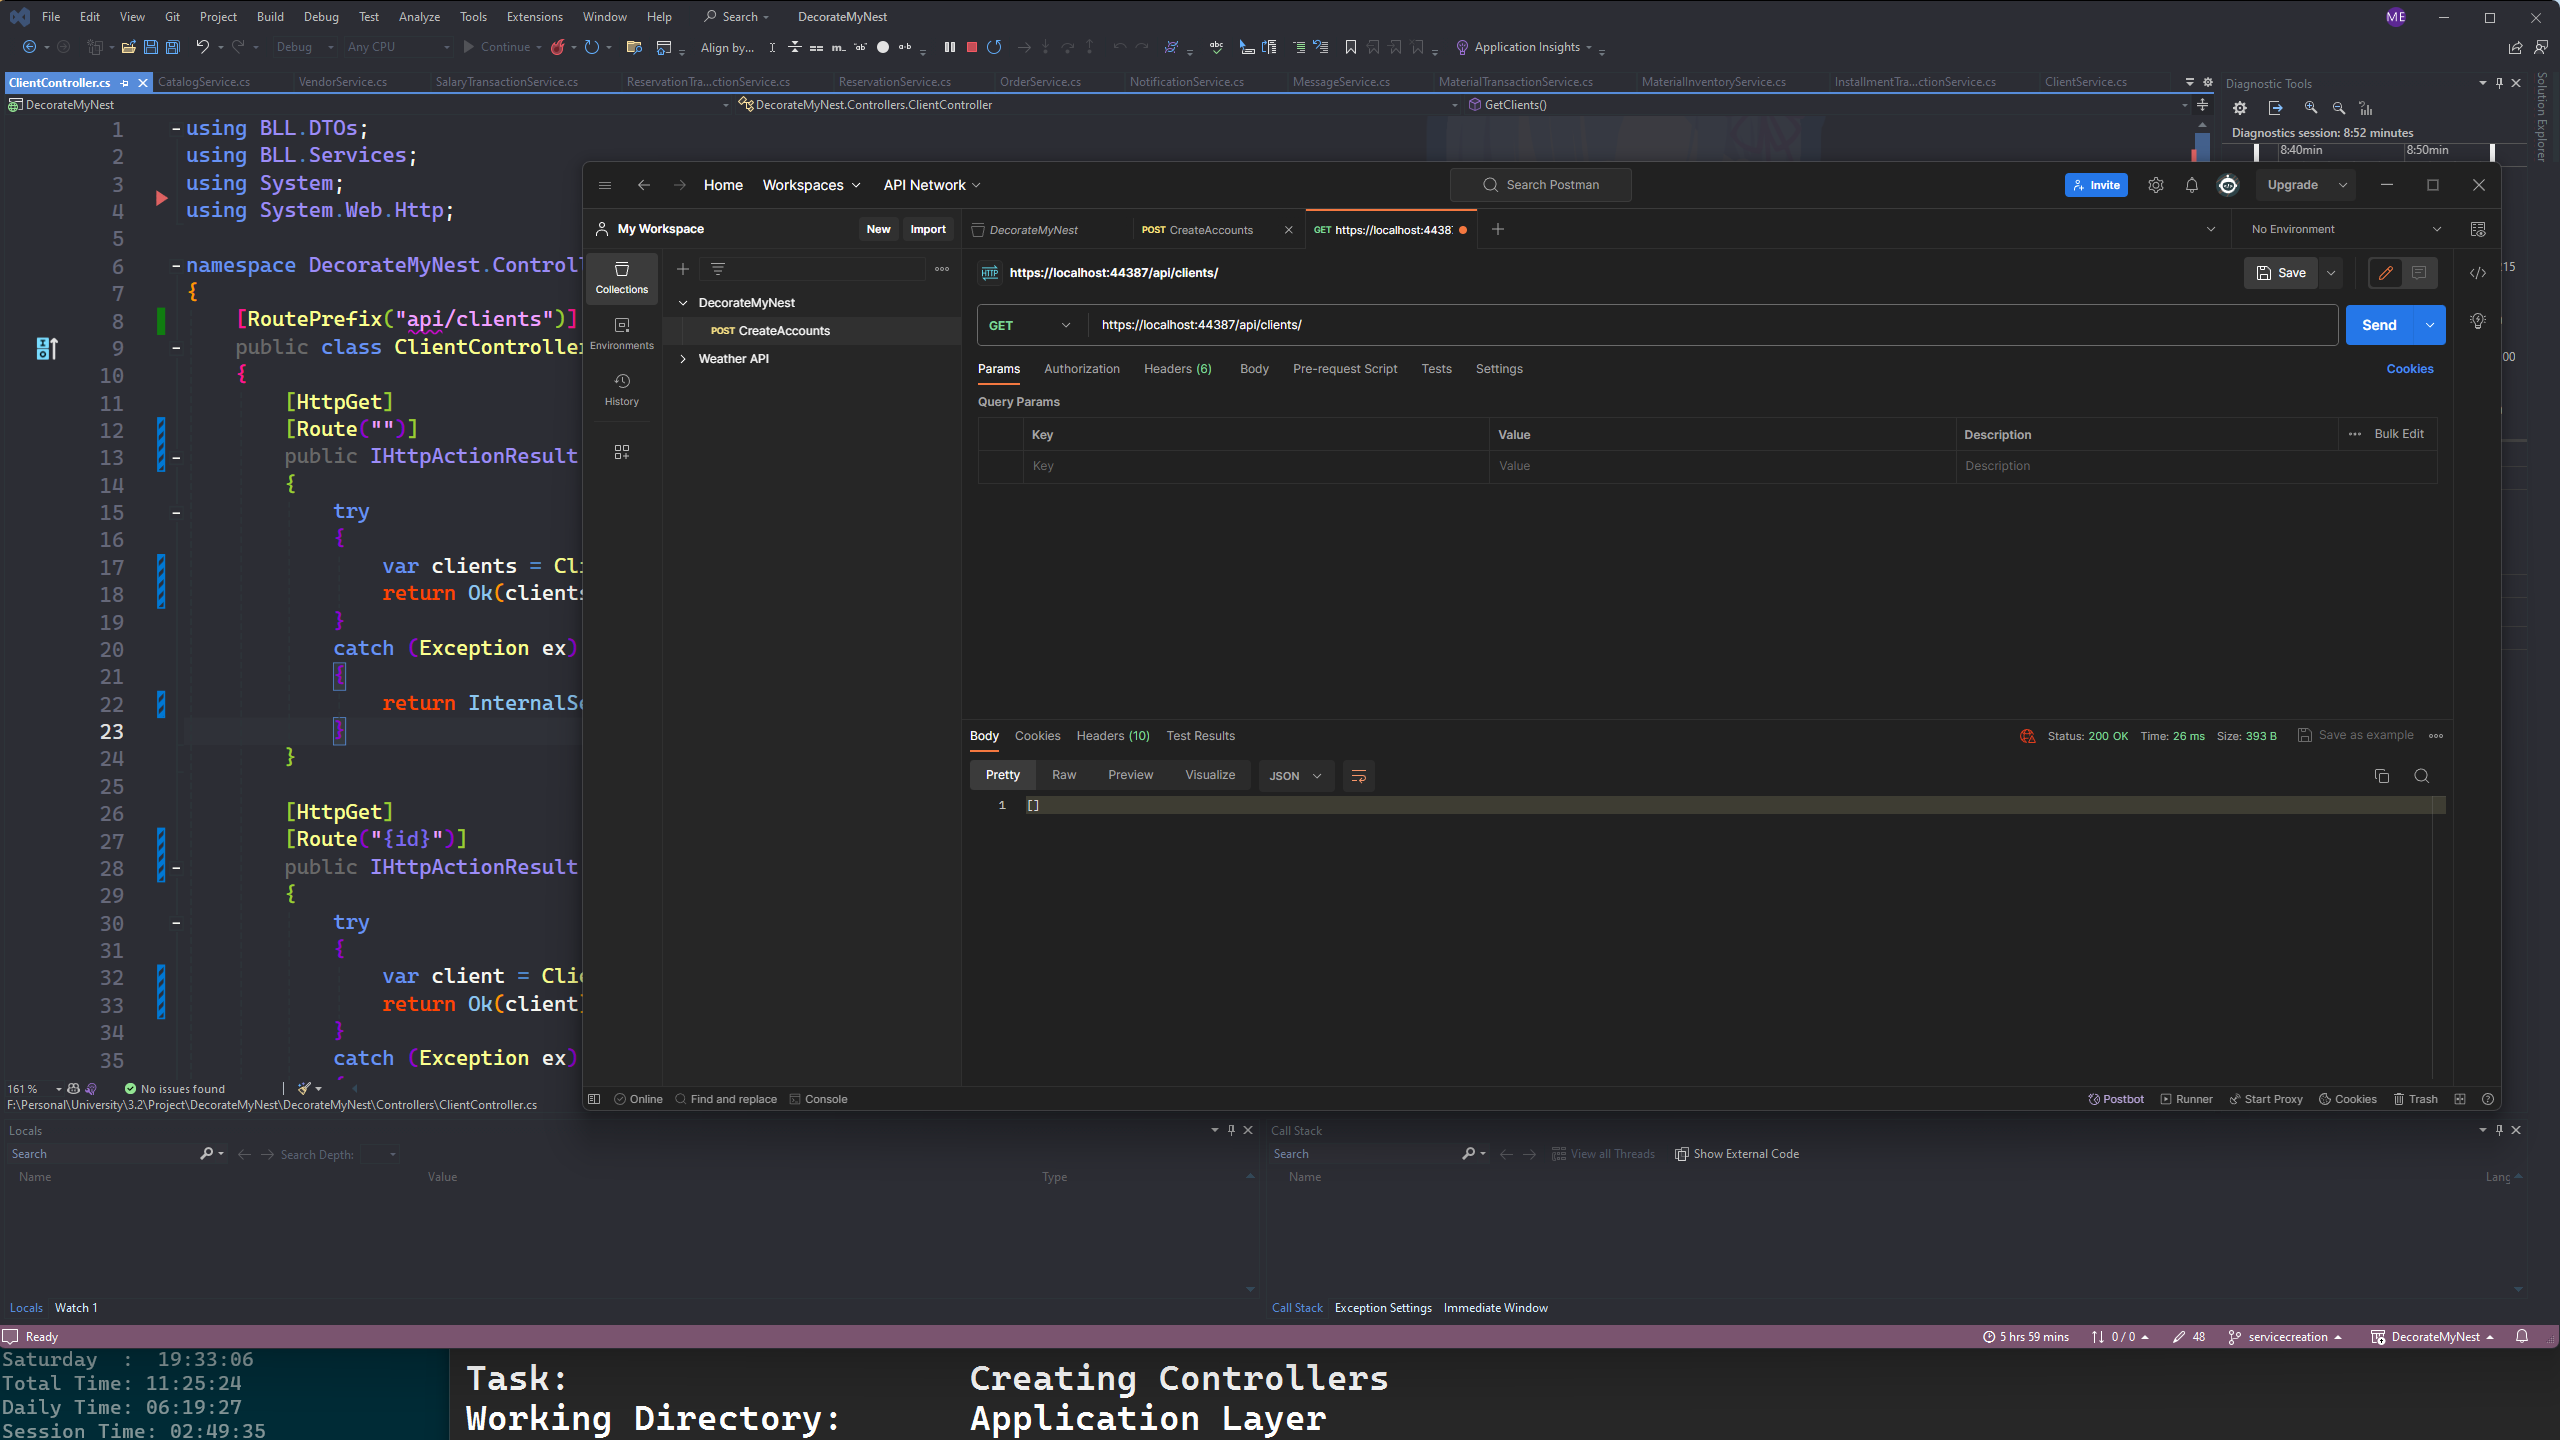 File Edit View Git Project Build Debug Test Analyze Tools Extensions Window Help Search DecorateMyNest ME
Debug Any CPU Continue Align by... Application Insights
ClientController.cs CatalogService.cs VendorServices.cs SalaryTransactionService.cs ReservationTra...ctionService.cs ReservationService.cs OrderService.cs NotificationService.cs MessageService.cs MaterialTransactionService.cs MaterialInventoryService.cs InstallmentTra...ctionService.cs ClientService.cs
DecorateMyNest DecorateMyNest.Controllers.ClientController GetClients()
Diagnostic Tools
Diagnostics session: 8:52 minutes
8:40min 8:50min
Solution Explorer
1 using BLL.DTOs;
2 using BLL.Services;
3 using System;
4 using System.Web.Http;
5
6 namespace DecorateMyNest.Control
7 {
8 [RoutePrefix("api/clients")]
9 public class ClientController
10 {
11 [HttpGet]
12 [Route("")]
13 public IHttpActionResult
14 {
15 try
16 {
17 var clients = Cli
18 return Ok(clients
19 }
20 catch (Exception ex)
21 {
22 return InternalSe
23 }
24 }
25
26 [HttpGet]
27 [Route("{id}")]
28 public IHttpActionResult
29 {
30 try
31 {
32 var client = Clie
33 return Ok(client)
34 }
35 catch (Exception ex)
Home Workspaces API Network Search Postman Invite Upgrade
My Workspace New Import
DecorateMyNest POST CreateAccounts GET https://localhost:4438 No Environment
Collections
Environments
History
DecorateMyNest
POST CreateAccounts
Weather API
HTTP https://localhost:44387/api/clients/ Save
GET https://localhost:44387/api/clients/ Send
Params Authorization Headers (6) Body Pre-request Script Tests Settings Cookies
Query Params
Key Value Description Bulk Edit
Key Value Description
Body Cookies Headers (10) Test Results Status: 200 OK Time: 26 ms Size: 393 B Save as example
Pretty Raw Preview Visualize JSON
1 []
Online Find and replace Console Postbot Runner Start Proxy Cookies Trash
161 % No issues found
F:\Personal\University\3.2\Project\DecorateMyNest\DecorateMyNest\Controllers\ClientController.cs
Locals
Search Search Depth:
Name Value Type
Locals Watch 1
Call Stack
Search View all Threads Show External Code
Name Lang
Call Stack Exception Settings Immediate Window
Ready 5 hrs 59 mins 0 / 0 48 servicecreation DecorateMyNest
Saturday : 19:33:06
Total Time: 11:25:24
Daily Time: 06:19:27
Session Time: 02:49:35
Task: Creating Controllers
Working Directory: Application Layer